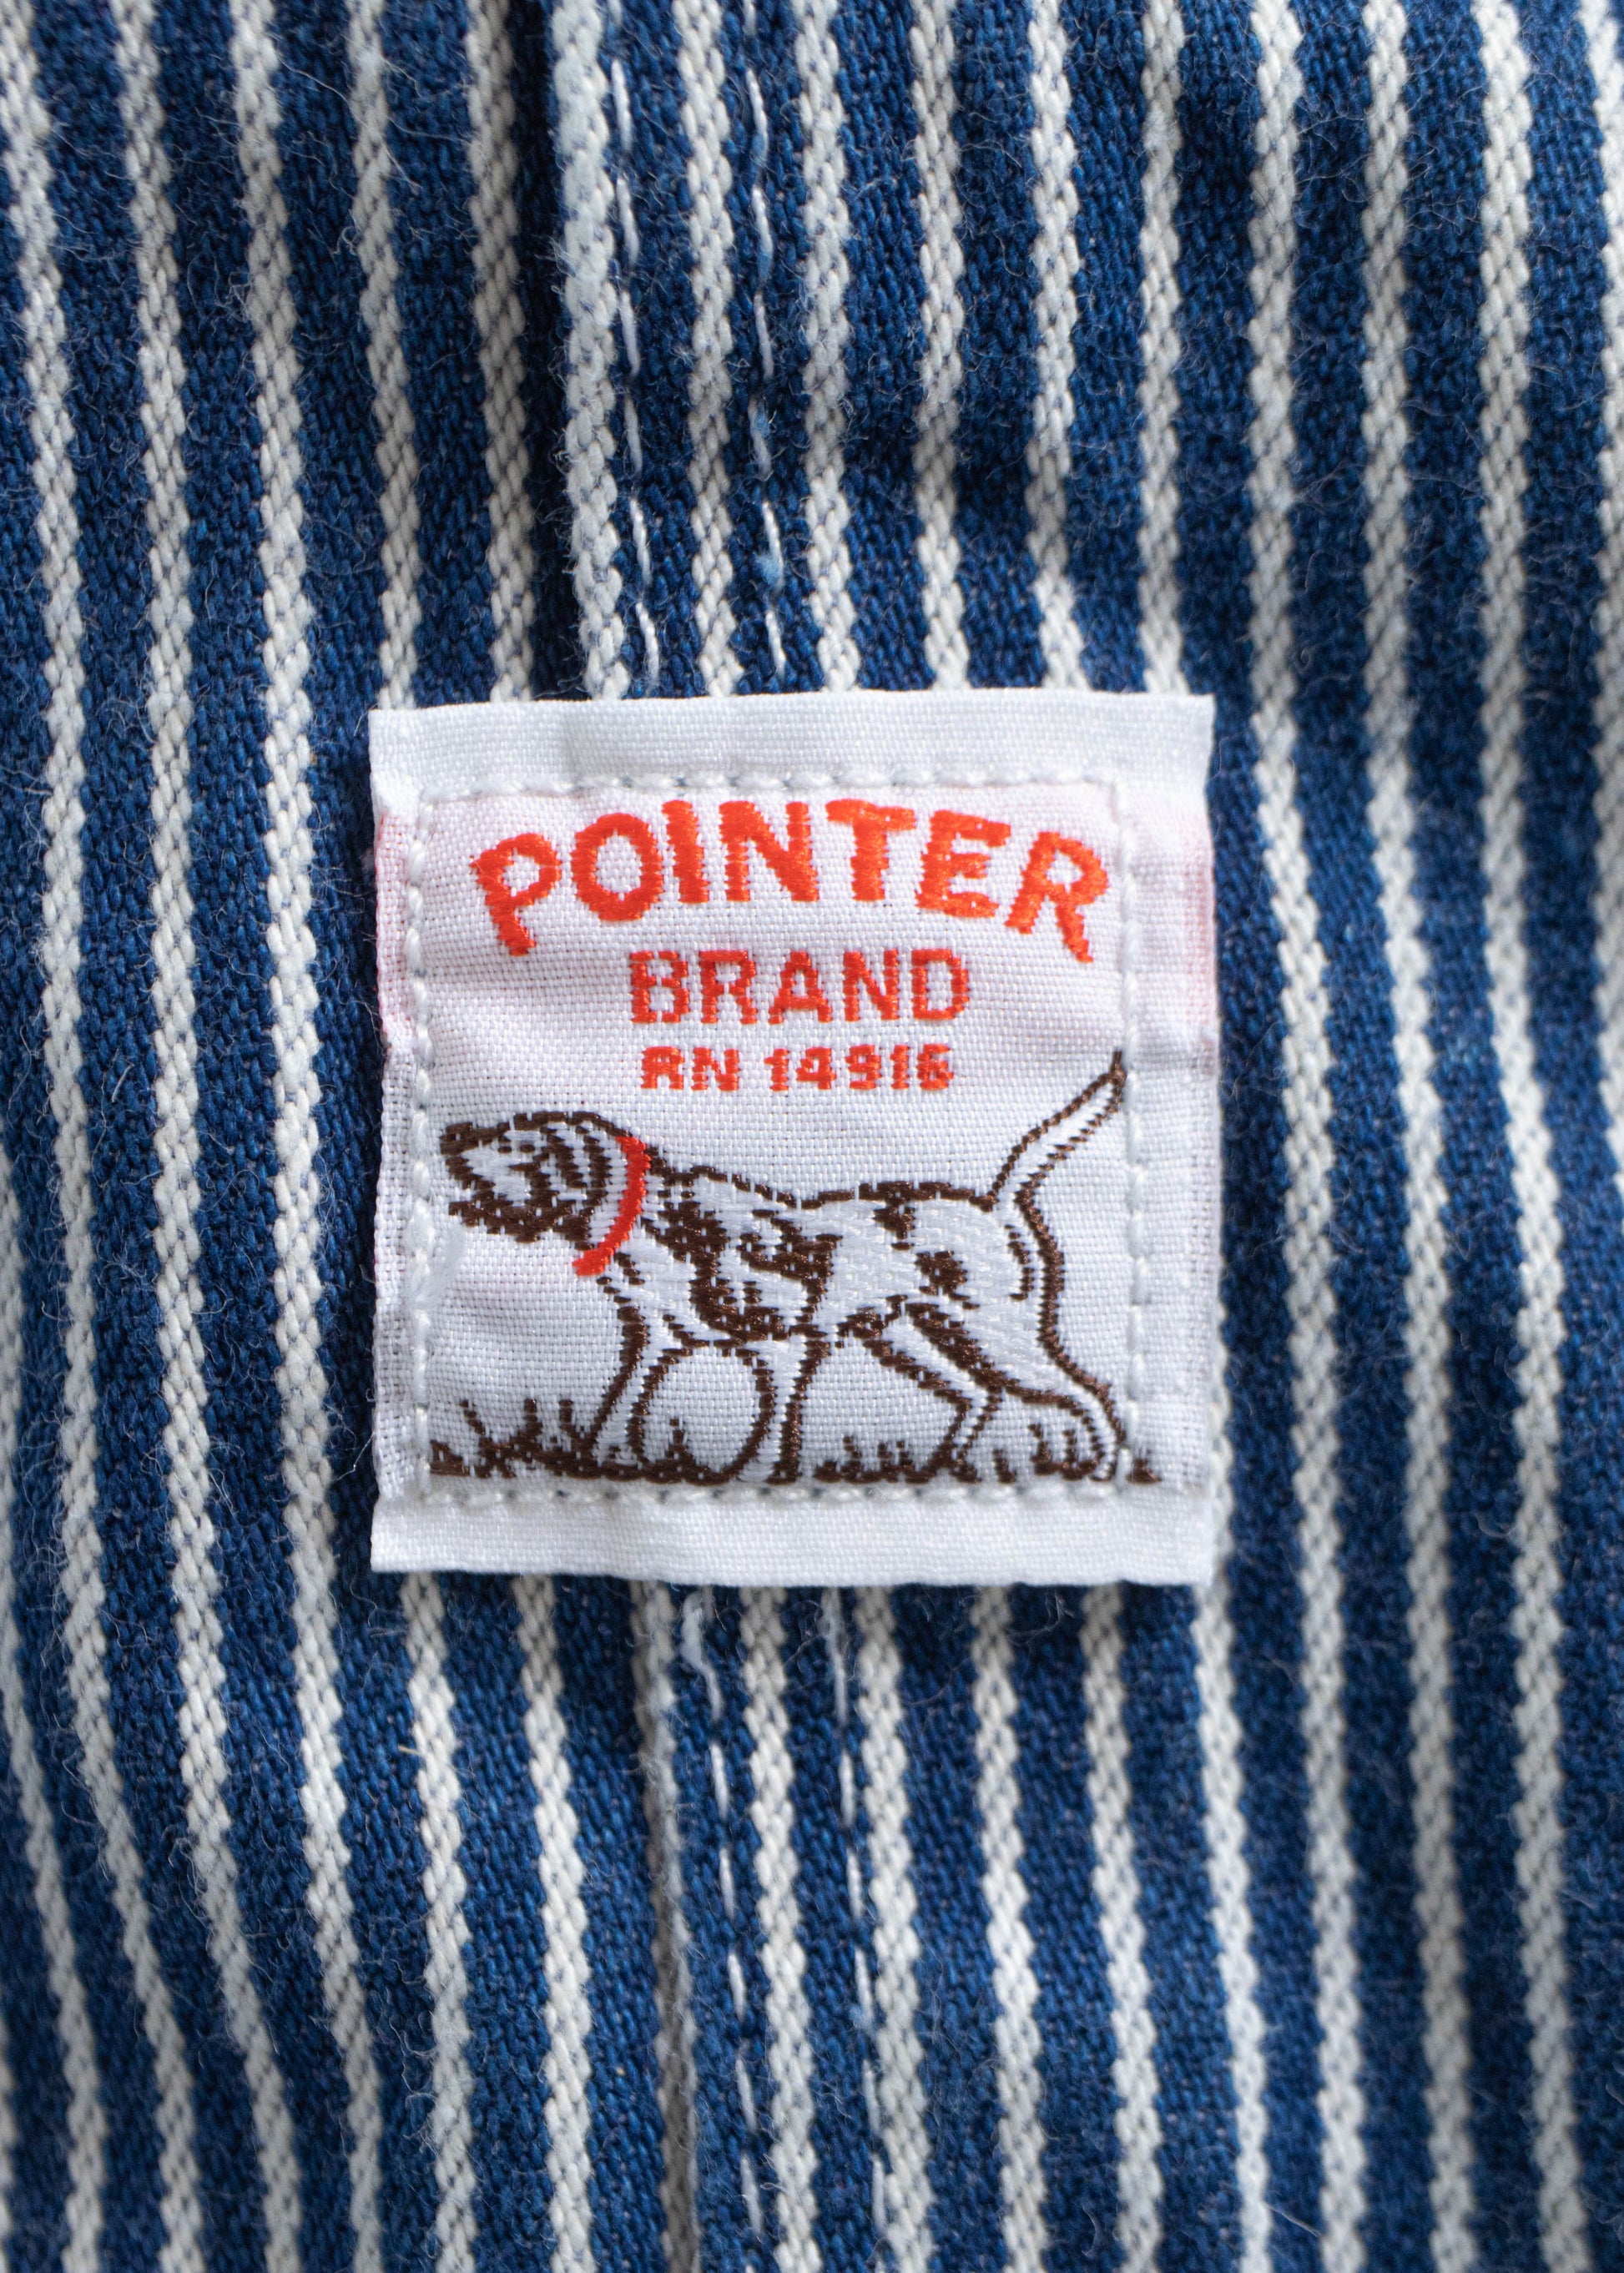 POINTER
BRAND
RN 14916